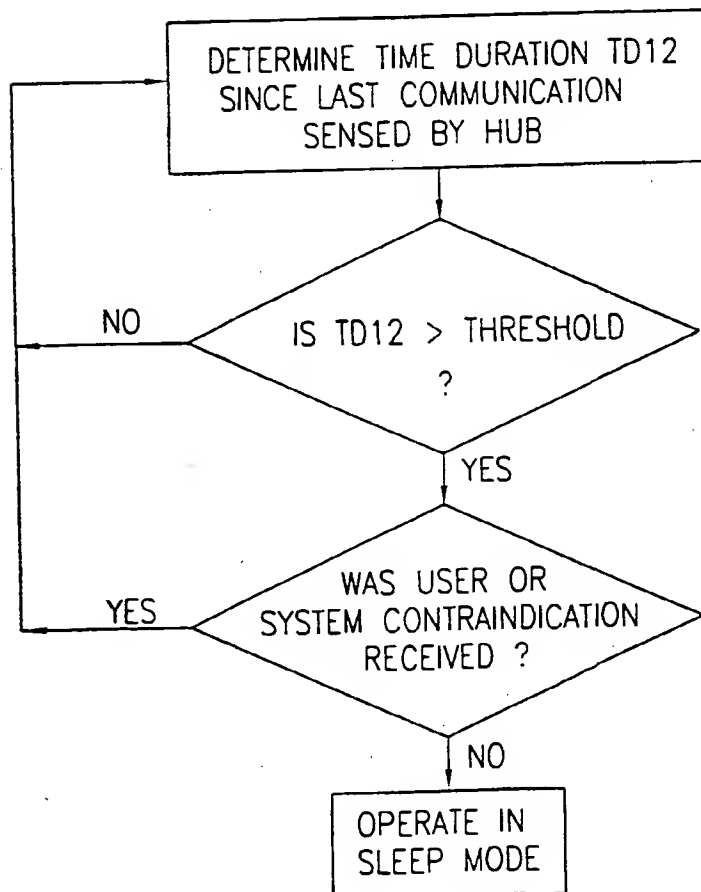 DETERMINE TIME DURATION TD12
SINCE LAST COMMUNICATION
SENSED BY HUB
NO
IS TD12 > THRESHOLD
?
YES
WAS USER OR
YES
SYSTEM CONTRAINDICATION
RECEIVED ?
NO
OPERATE IN
SLEEP MODE